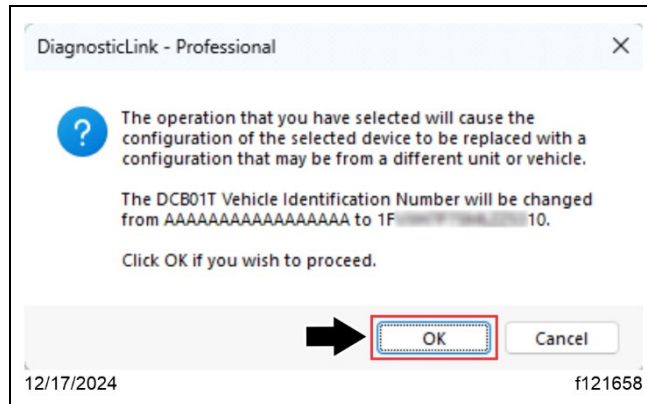 DiagnosticLink - Professional
The operation that you have selected will cause the
configuration of the selected device to be replaced with a
configuration that may be from a different unit or vehicle.
The DCB01T Vehicle Identification Number will be changed
from AAAAAAAAAAAAAAAAA to 1F 10.
Click OK if you wish to proceed.
OK
Cancel
12/17/2024
f121658